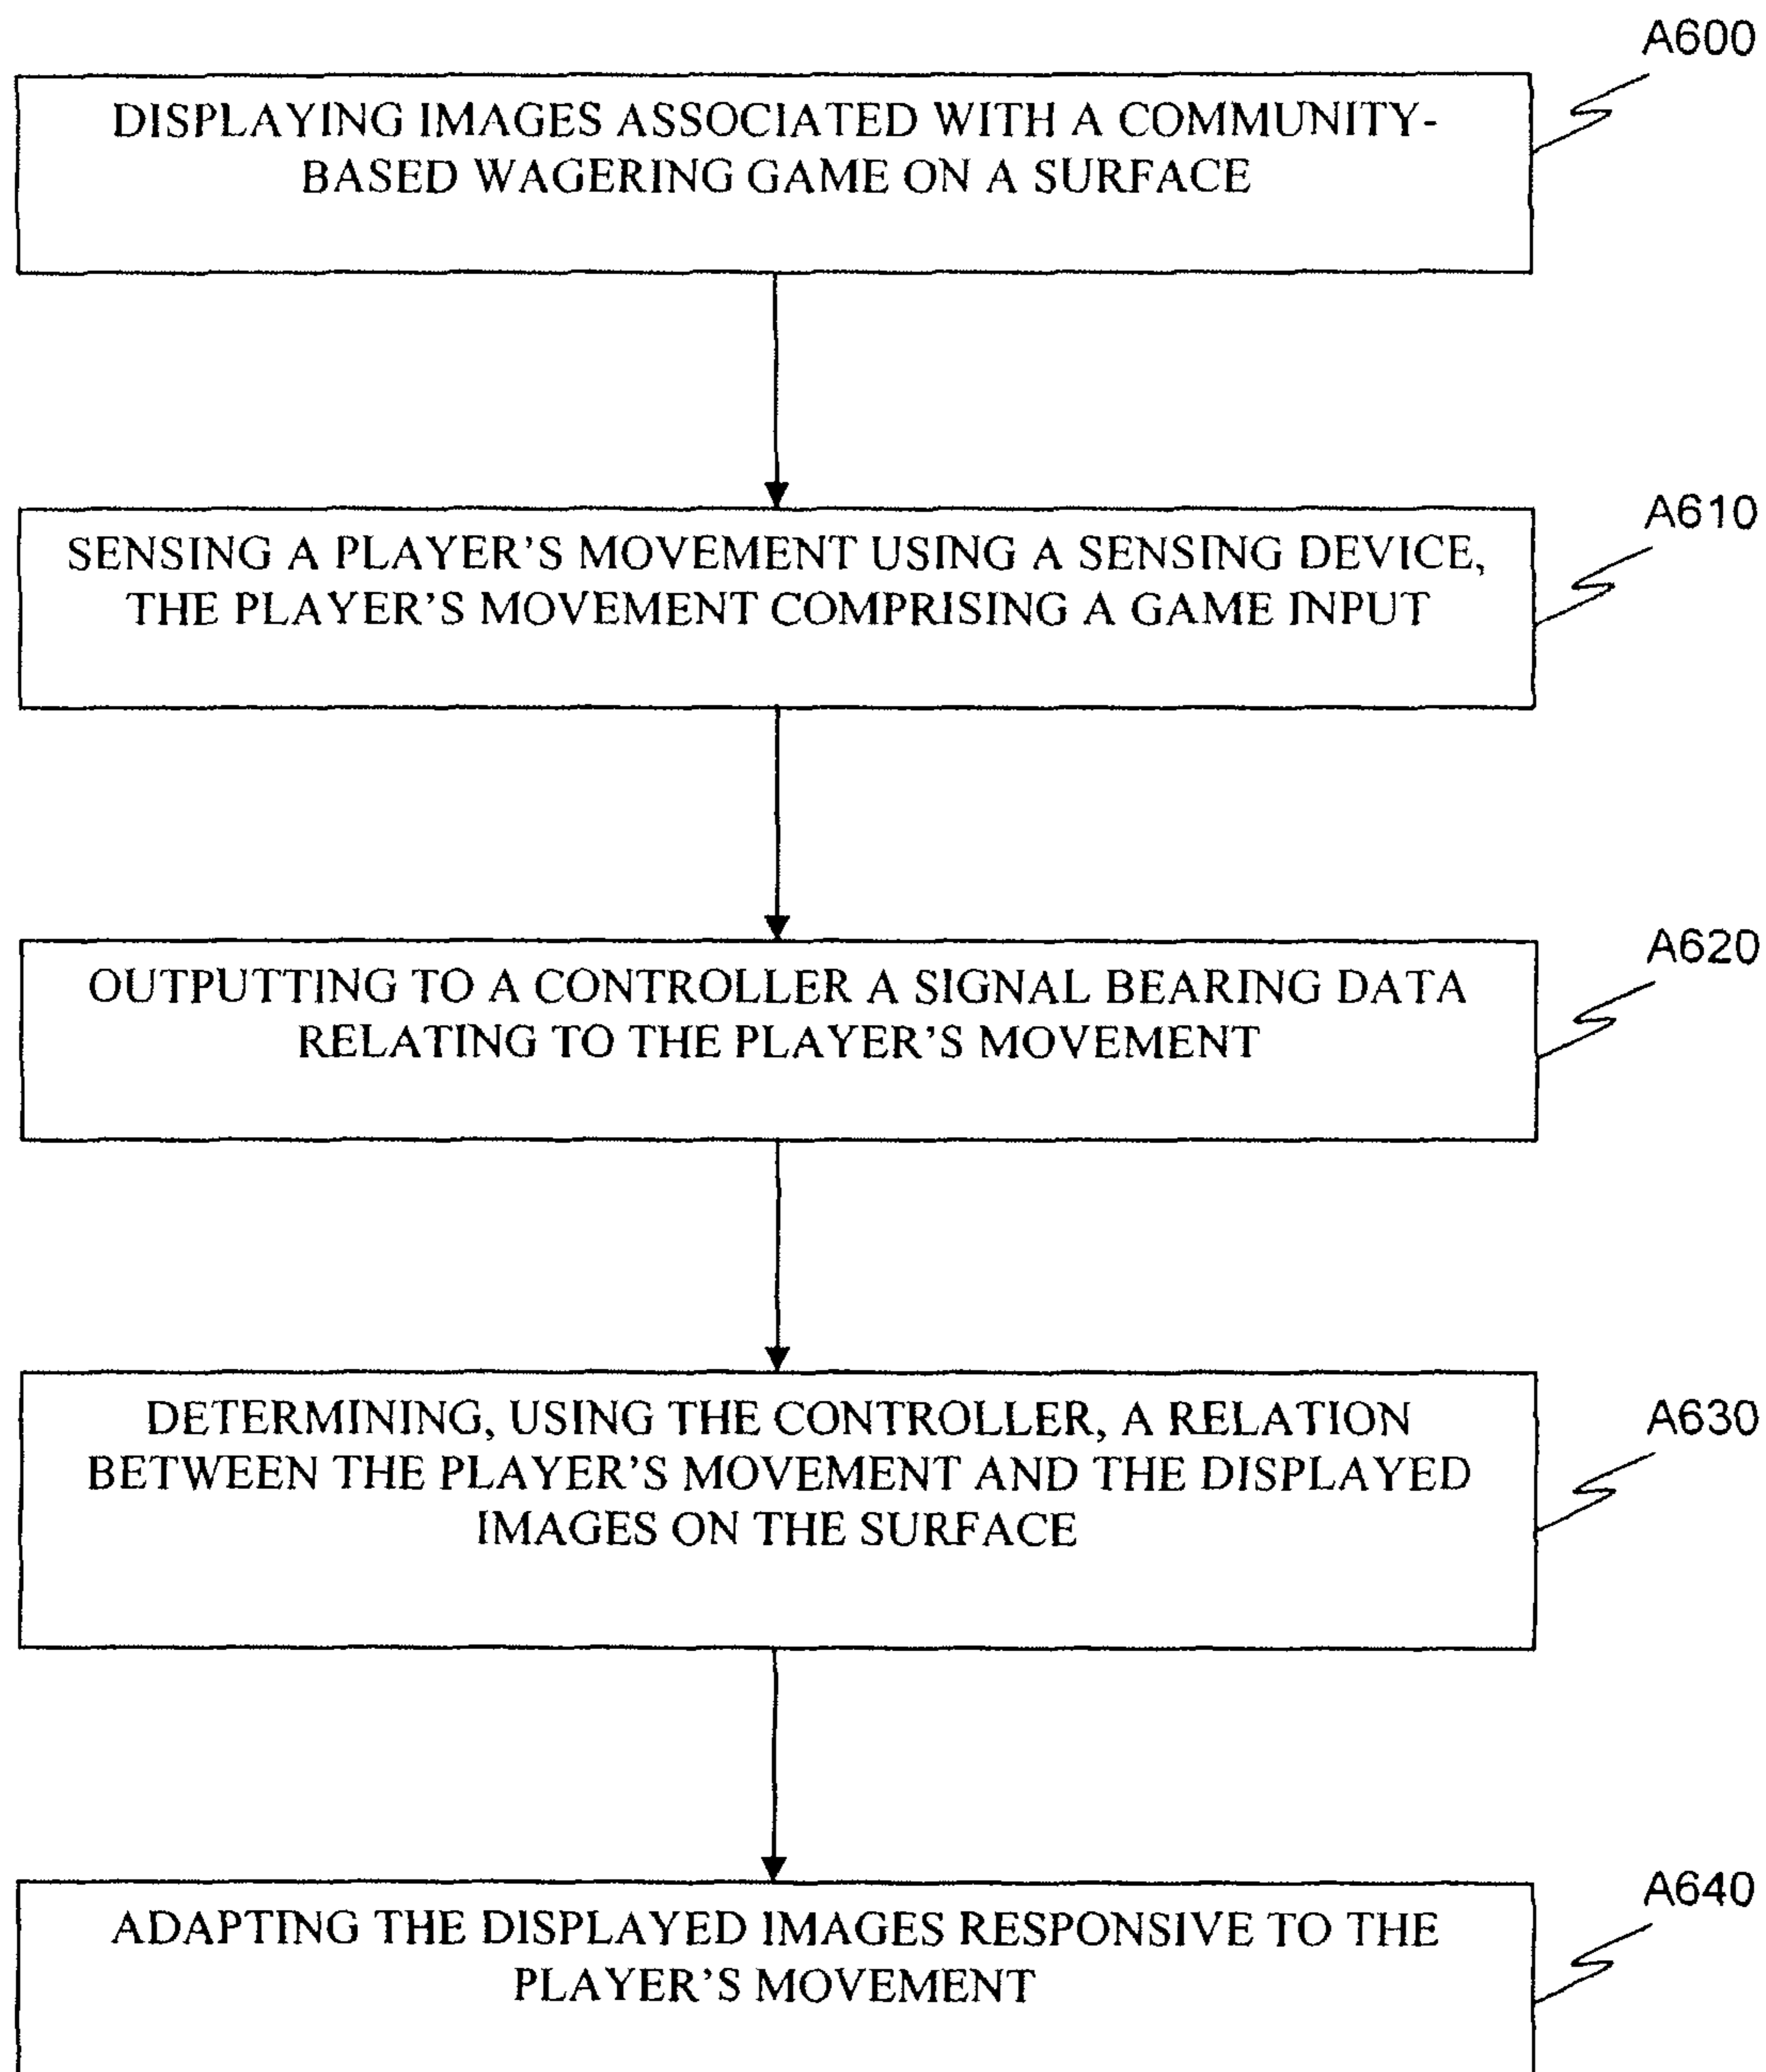 A600
DISPLAYING IMAGES ASSOCIATED WITH A COMMUNITY-
BASED WAGERING GAME ON A SURFACE
A610
SENSING A PLAYER'S MOVEMENT USING A SENSING DEVICE,
THE PLAYER'S MOVEMENT COMPRISING A GAME INPUT
A620
OUTPUTTING TO A CONTROLLER A SIGNAL BEARING DATA
RELATING TO THE PLAYER'S MOVEMENT
A630
DETERMINING, USING THE CONTROLLER, A RELATION
BETWEEN THE PLAYER'S MOVEMENT AND THE DISPLAYED
IMAGES ON THE SURFACE
A640
ADAPTING THE DISPLAYED IMAGES RESPONSIVE TO THE
PLAYER'S MOVEMENT